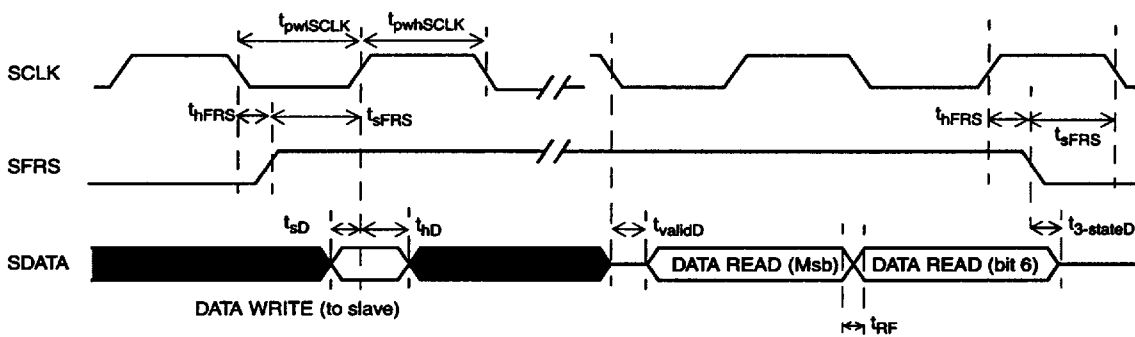 tpwlSCLK tpwhSCLK
SCLK
thFRS tsFRS thFRS tsFRS
SFRS
tsD thD tvalidD t3-stateD
SDATA DATA READ (Msb) DATA READ (bit 6)
DATA WRITE (to slave)
tRF